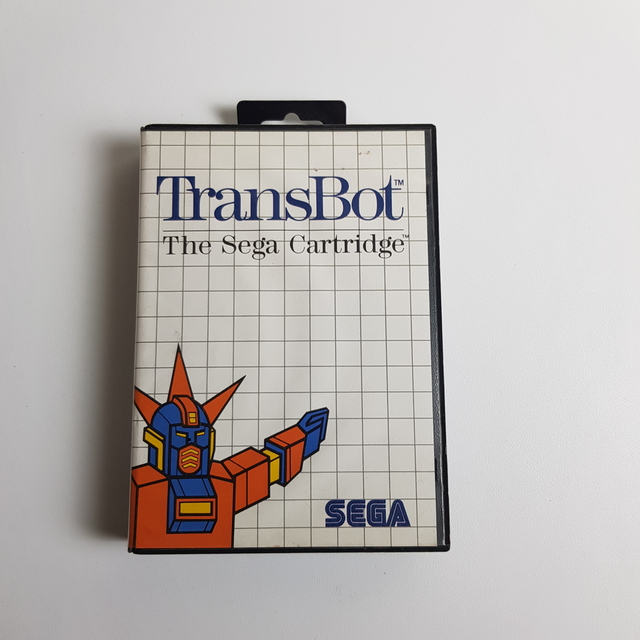 TransBot™
The Sega Cartridge™
SEGA